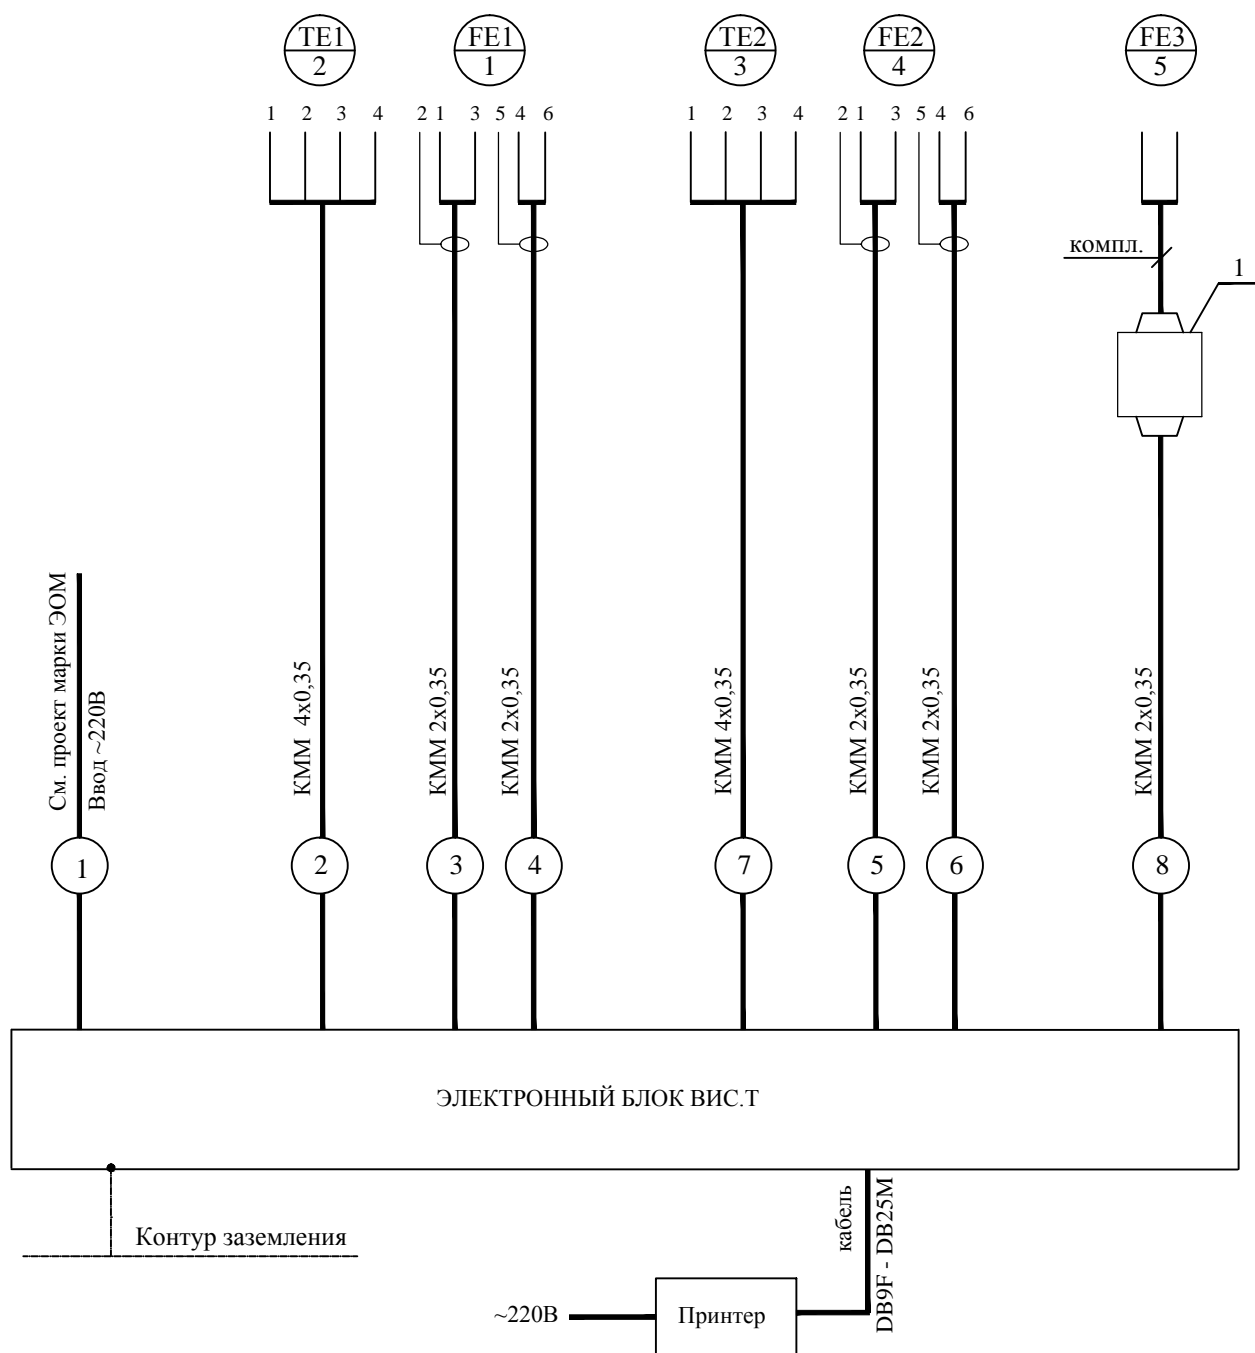 TE1 FE1 TE2 FE2 FE3
2 1 3 4 5
1 2 3 4 2 1 3 5 4 6 1 2 3 4 2 1 3 5 4 6
компл.
1
См. проект марки ЭОМ
Ввод ~220В
КММ 4х0,35
КММ 2х0,35
КММ 2х0,35
КММ 4х0,35
КММ 2х0,35
КММ 2х0,35
КММ 2х0,35
1 2 3 4 7 5 6 8
ЭЛЕКТРОННЫЙ БЛОК ВИС.Т
Контур заземления
кабель
DB9F - DB25M
~220В
Принтер